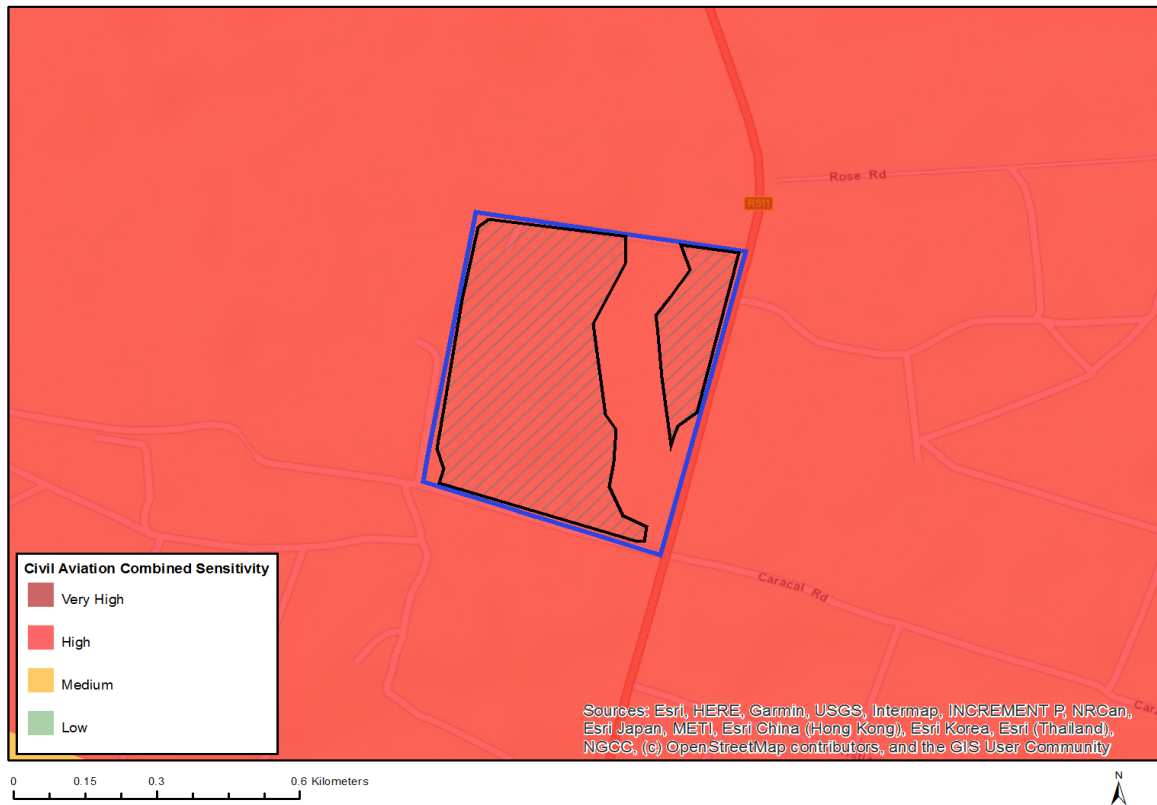 Rose Rd
R511
Caracal Rd
Civil Aviation Combined Sensitivity
Very High
High
Medium
Low
Sources: Esri, HERE, Garmin, USGS, Intermap, INCREMENT P, NRCan,
Esri Japan, METI, Esri China (Hong Kong), Esri Korea, Esri (Thailand),
NGCC, (c) OpenStreetMap contributors, and the GIS User Community
0 0.15 0.3 0.6 Kilometers
N